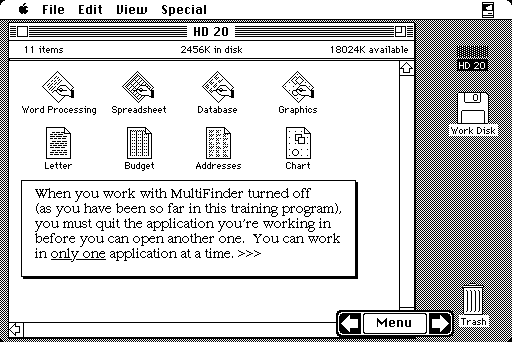 File Edit View Special
HD 20
11 items 2456K in disk 18024K available
HD 20
Word Processing Spreadsheet Database Graphics
Work Disk
Letter Budget Addresses Chart
When you work with MultiFinder turned off
(as you have been so far in this training program),
you must quit the application you're working in
before you can open another one. You can work
in only one application at a time. >>>
Trash
Menu